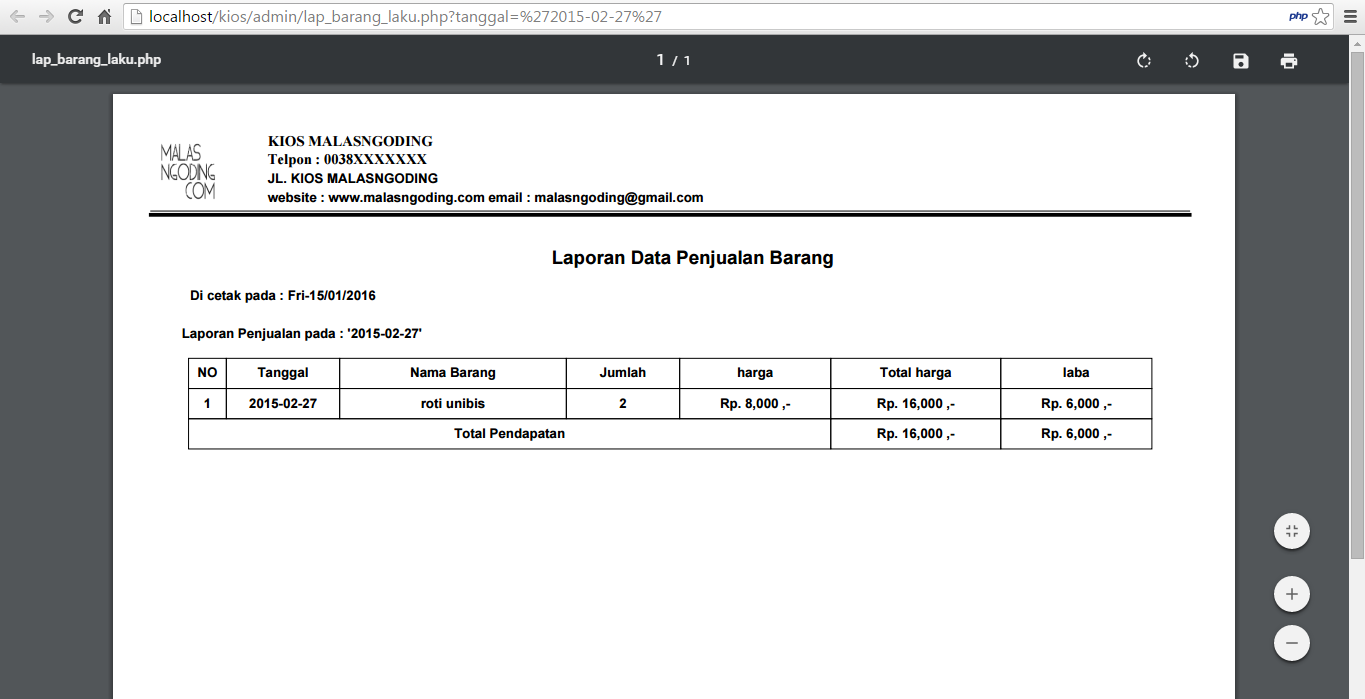 localhost/kios/admin/lap_barang_laku.php?tanggal=%272015-02-27%27
php
lap_barang_laku.php
1 / 1
MALAS
NGODING
COM
KIOS MALASNGODING
Telpon : 0038XXXXXXX
JL. KIOS MALASNGODING
website : www.malasngoding.com email : malasngoding@gmail.com
Laporan Data Penjualan Barang
Di cetak pada : Fri-15/01/2016
Laporan Penjualan pada : '2015-02-27'
NO Tanggal Nama Barang Jumlah harga Total harga laba
1 2015-02-27 roti unibis 2 Rp. 8,000 ,- Rp. 16,000 ,- Rp. 6,000 ,-
Total Pendapatan Rp. 16,000 ,- Rp. 6,000 ,-